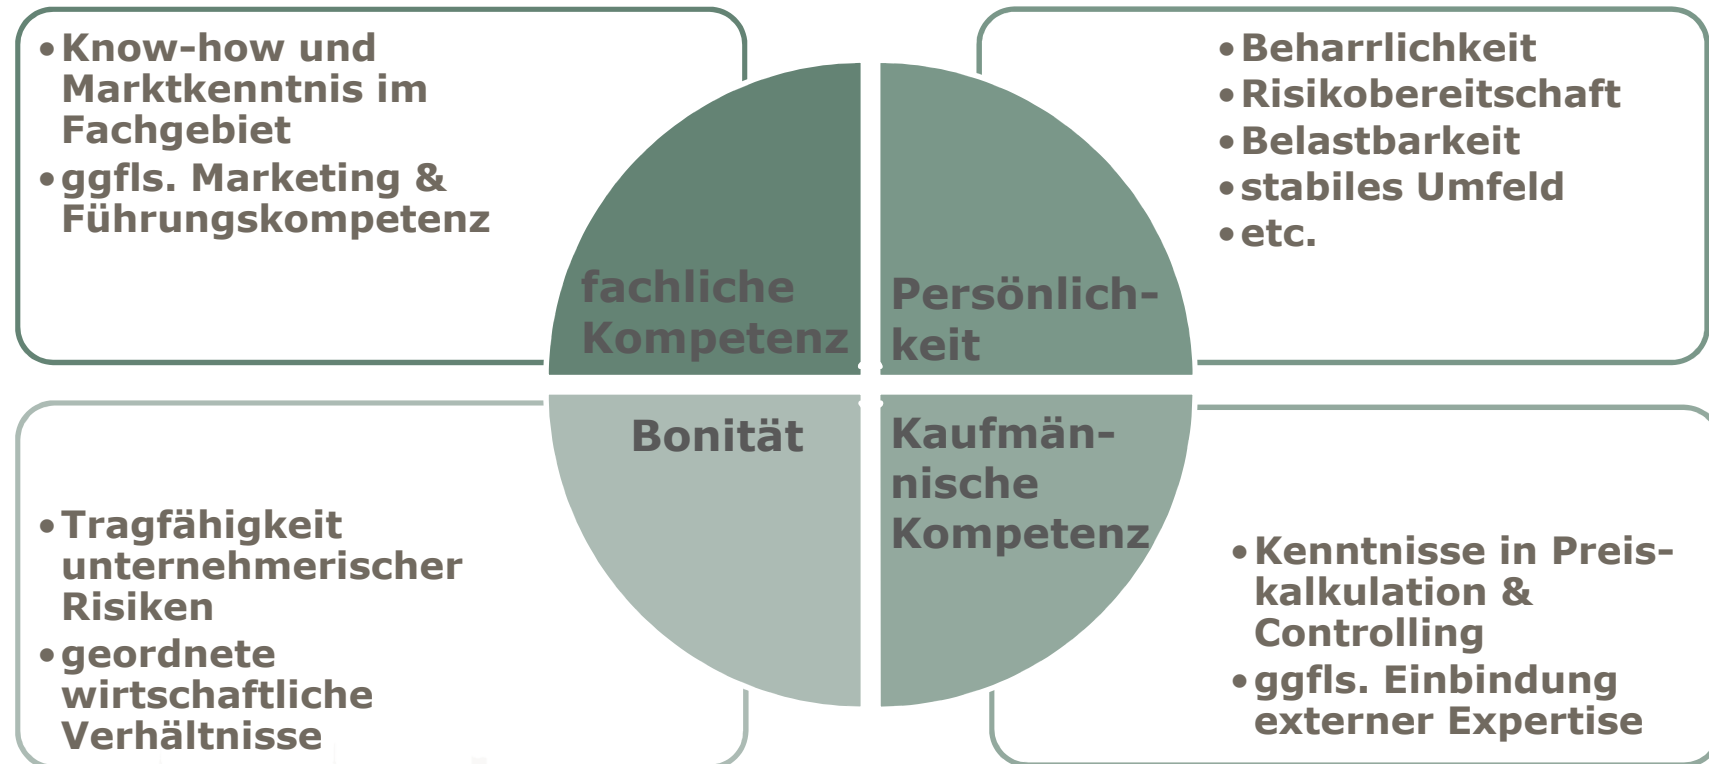 •Know-how und
Marktkenntnis im
Fachgebiet
•ggfls. Marketing &
Führungskompetenz
•Beharrlichkeit
•Risikobereitschaft
•Belastbarkeit
•stabiles Umfeld
•etc.
fachliche
Kompetenz
Persönlich-
keit
Bonität
Kaufmän-
nische
Kompetenz
•Tragfähigkeit
unternehmerischer
Risiken
•geordnete
wirtschaftliche
Verhältnisse
•Kenntnisse in Preis-
kalkulation &
Controlling
•ggfls. Einbindung
externer Expertise